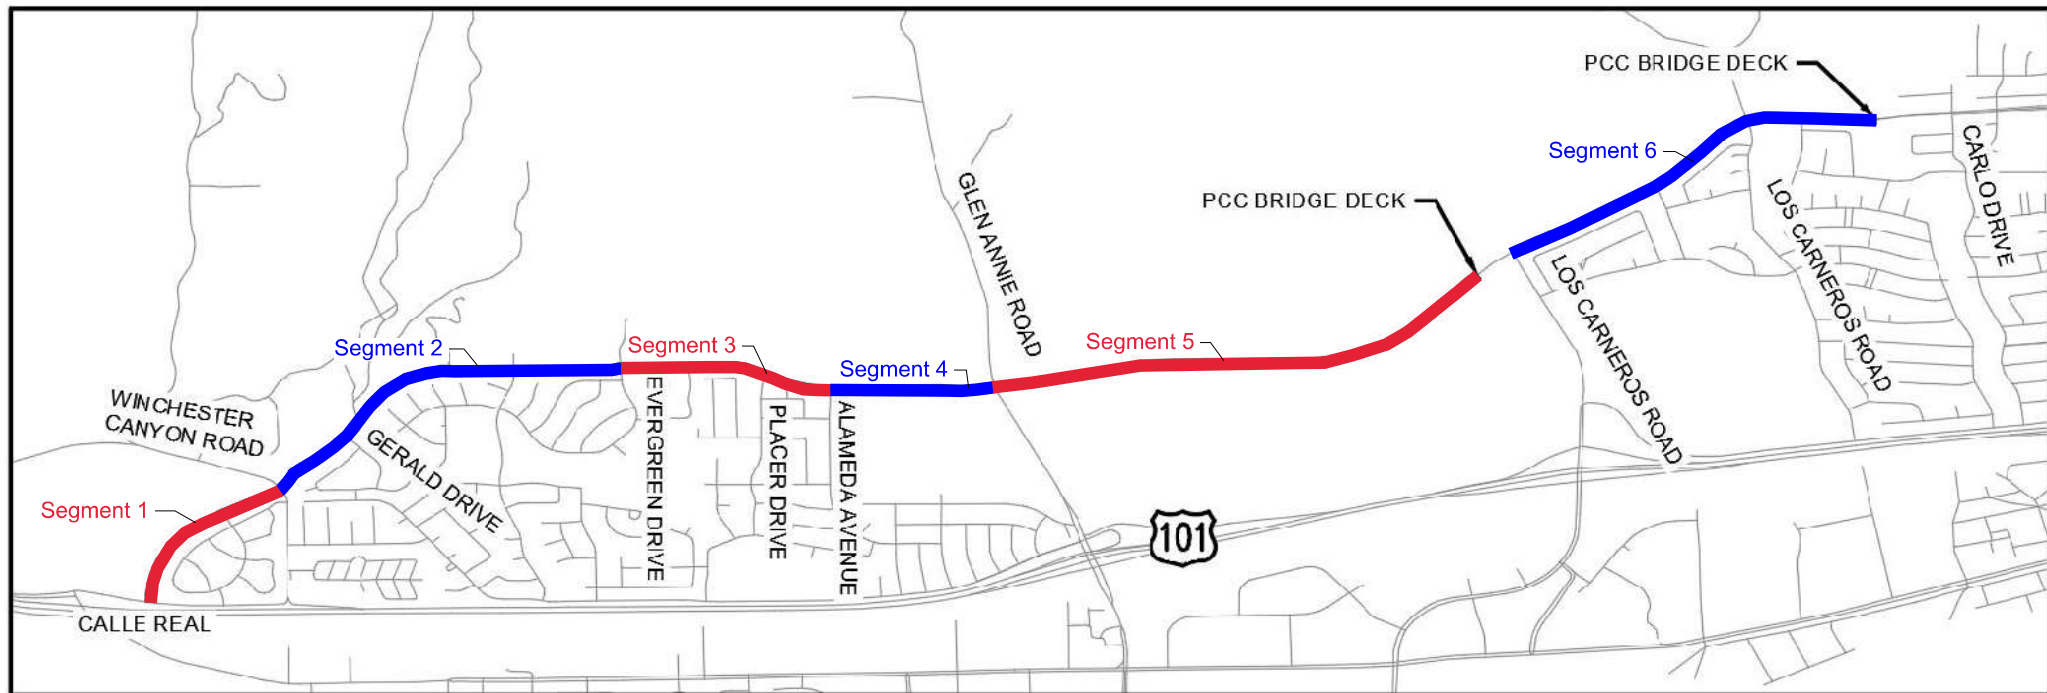 PCC BRIDGE DECK
Segment 6
CARLO DRIVE
GLEN ANNIE ROAD
PCC BRIDGE DECK
LOS CARNEROS ROAD
LOS CARNEROS ROAD
Segment 2
Segment 3
Segment 4
Segment 5
WINCHESTER
CANYON ROAD
GERALD DRIVE
EVERGREEN DRIVE
PLACER DRIVE
ALAMEDA AVENUE
Segment 1
101
CALLE REAL